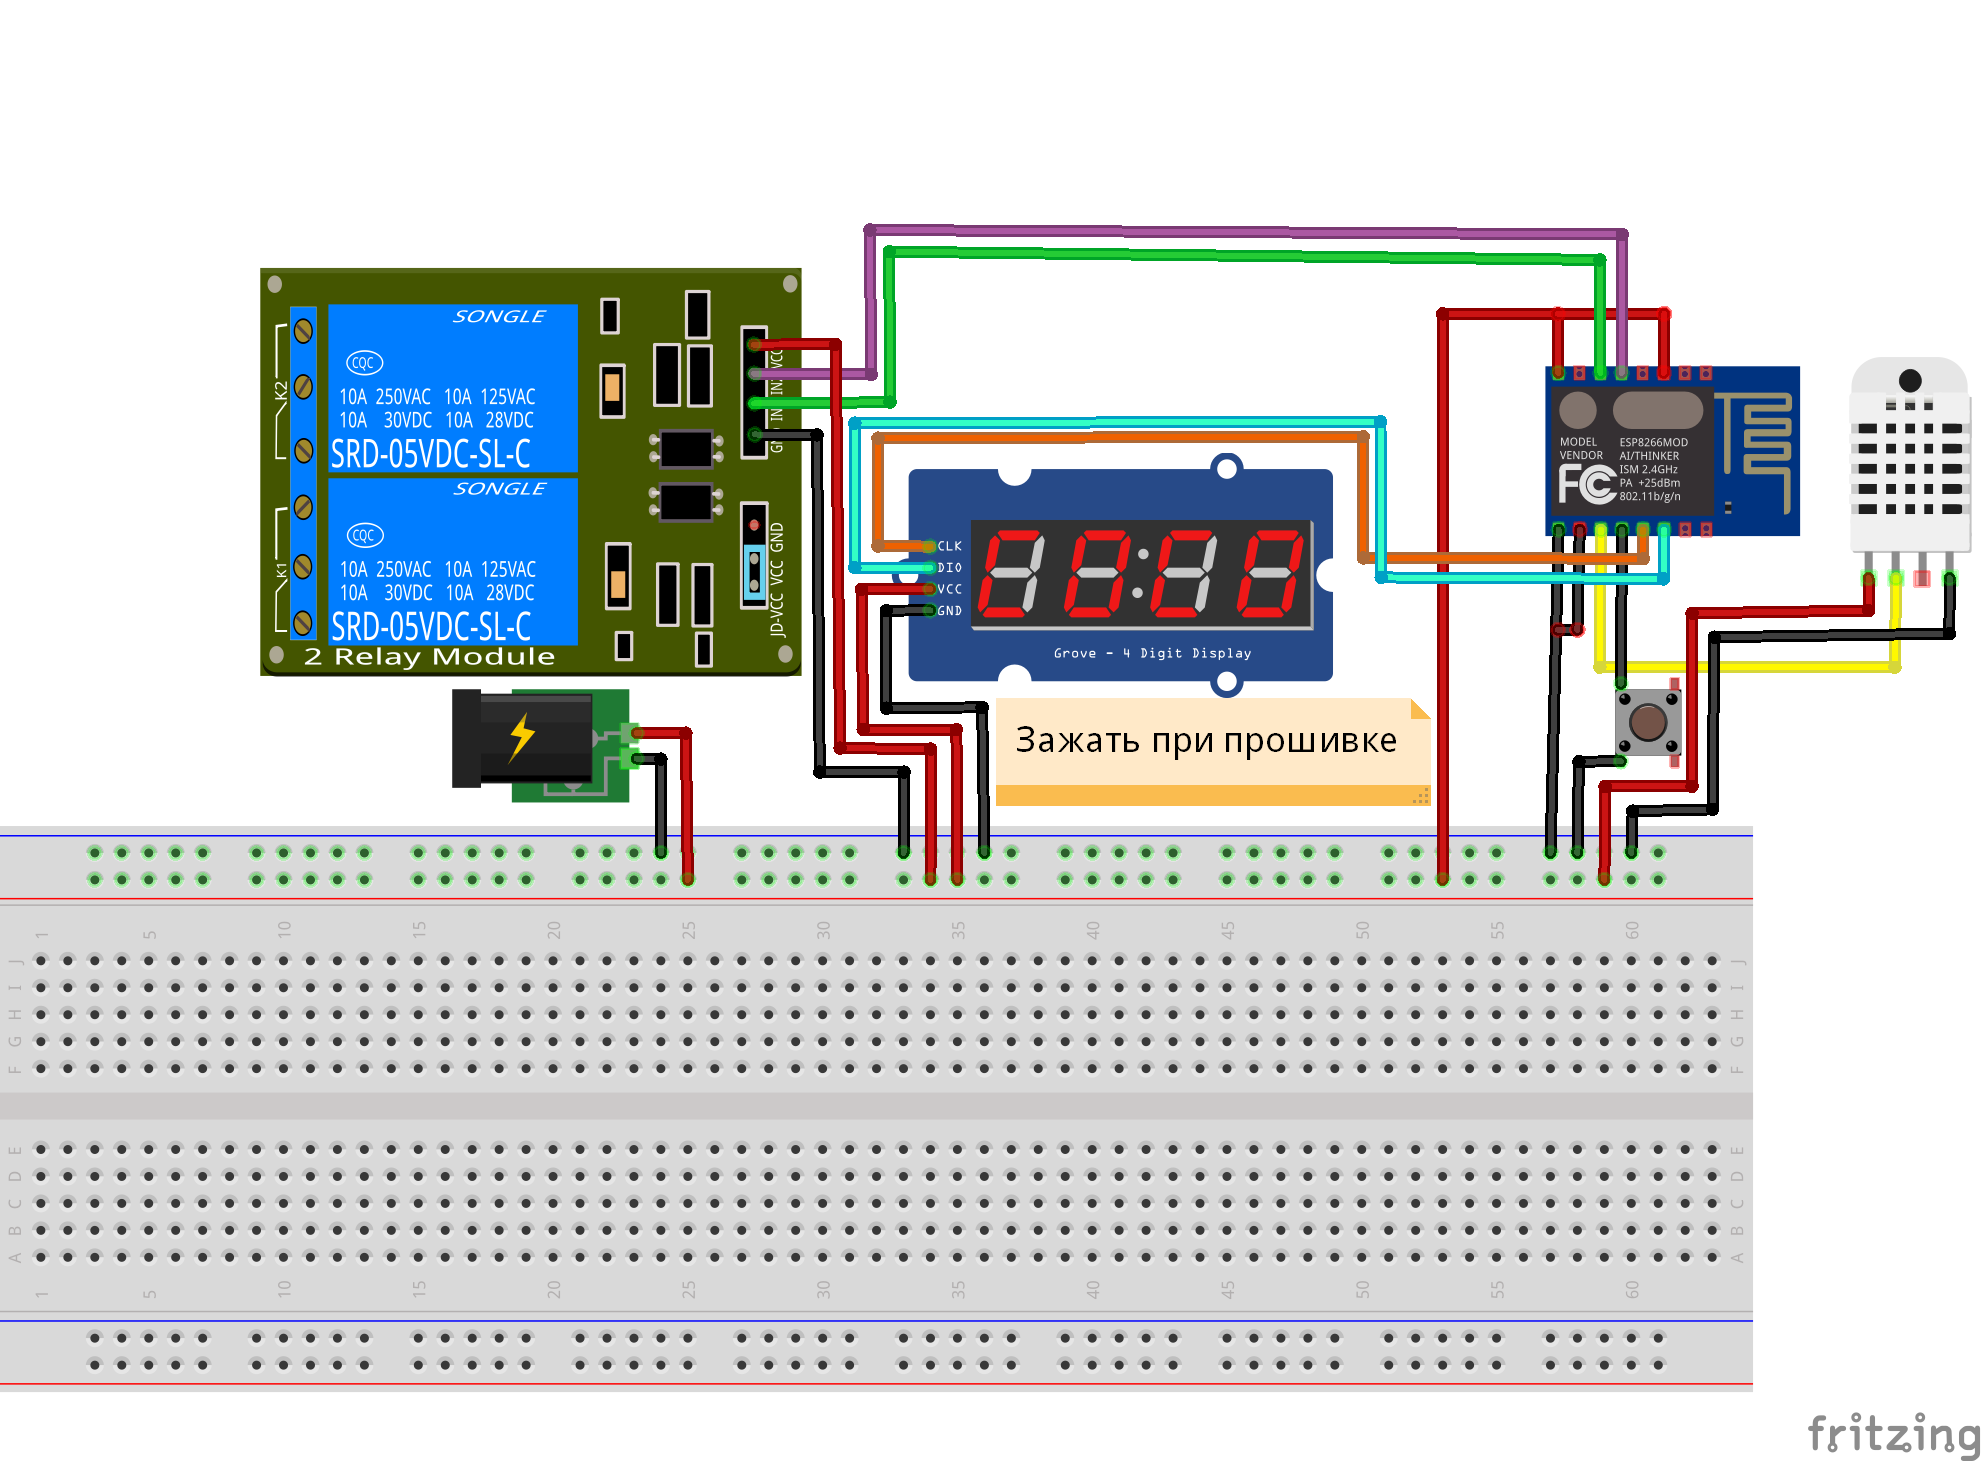 SONGLE
CQC
10A 250VAC 10A 125VAC
10A 30VDC 10A 28VDC
SRD-05VDC-SL-C
K2
SONGLE
CQC
10A 250VAC 10A 125VAC
10A 30VDC 10A 28VDC
SRD-05VDC-SL-C
K1
2 Relay Module
JD-VCC VCC GND
CLK
DIO
VCC
GND
Grove - 4 Digit Display
Зажать при прошивке
MODEL ESP8266MOD
VENDOR AI/THINKER
ISM 2.4GHz
PA +25dBm
802.11b/g/n
FC
1 5 10 15 20 25 30 35 40 45 50 55 60
J J
I I
H H
G G
F F
E E
D D
C C
B B
A A
1 5 10 15 20 25 30 35 40 45 50 55 60
fritzing